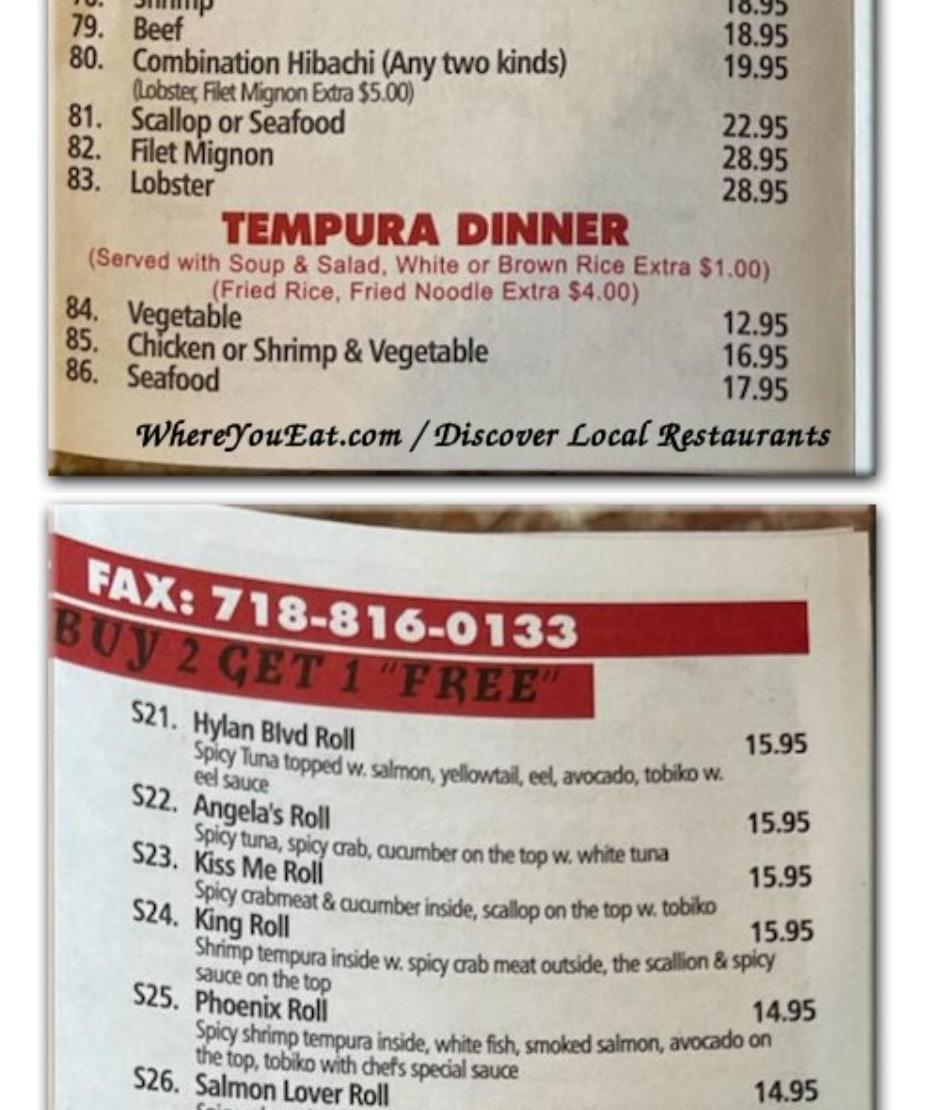 Shrimp 18.95
79. Beef 18.95
80. Combination Hibachi (Any two kinds) 19.95
(Lobster, Filet Mignon Extra $5.00)
81. Scallop or Seafood 22.95
82. Filet Mignon 28.95
83. Lobster 28.95
TEMPURA DINNER
(Served with Soup & Salad, White or Brown Rice Extra $1.00)
(Fried Rice, Fried Noodle Extra $4.00)
84. Vegetable 12.95
85. Chicken or Shrimp & Vegetable 16.95
86. Seafood 17.95
WhereYouEat.com / Discover Local Restaurants
FAX: 718-816-0133
BUY 2 GET 1 "FREE"
S21. Hylan Blvd Roll 15.95
Spicy Tuna topped w. salmon, yellowtail, eel, avocado, tobiko w.
eel sauce
S22. Angela's Roll 15.95
Spicy tuna, spicy crab, cucumber on the top w. white tuna
S23. Kiss Me Roll 15.95
Spicy crabmeat & cucumber inside, scallop on the top w. tobiko
S24. King Roll 15.95
Shrimp tempura inside w. spicy crab meat outside, the scallion & spicy
sauce on the top
S25. Phoenix Roll 14.95
Spicy shrimp tempura inside, white fish, smoked salmon, avocado on
the top, tobiko with chef's special sauce
S26. Salmon Lover Roll 14.95